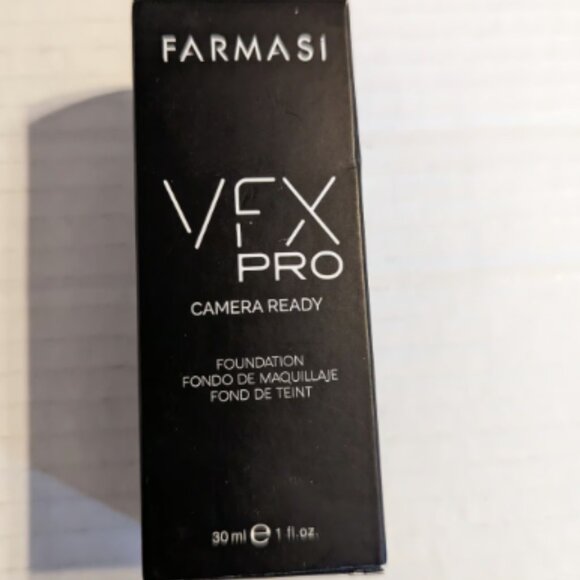 FARMASİ
VFX
PRO
CAMERA READY
FOUNDATION
FONDO DE MAQUILLAJE
FOND DE TEINT
30 ml ℮ 1 fl.oz.